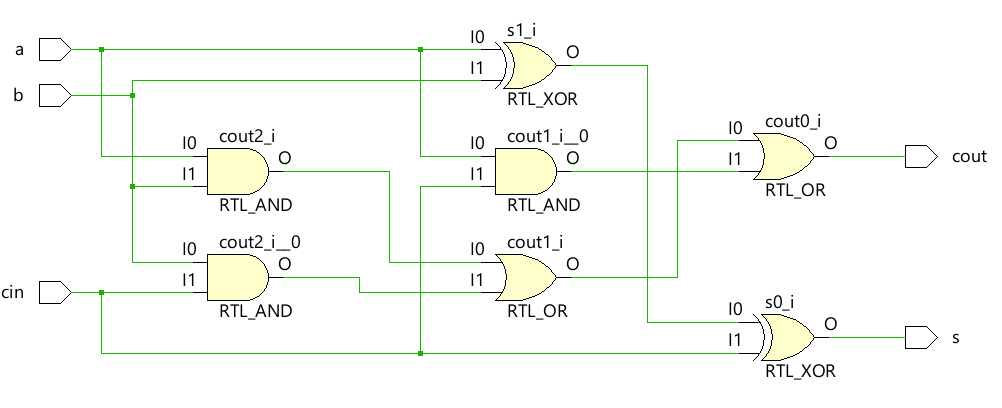 s1_i
a
I0
O
I1
b
RTL_XOR
cout2_i
cout1_i__0
cout0_i
I0
O
I0
O
I0
O
I1
I1
I1
cout
RTL_AND
RTL_AND
RTL_OR
cout2_i__0
cout1_i
I0
O
I0
O
I1
I1
cin
RTL_AND
RTL_OR
s0_i
I0
O
I1
s
RTL_XOR